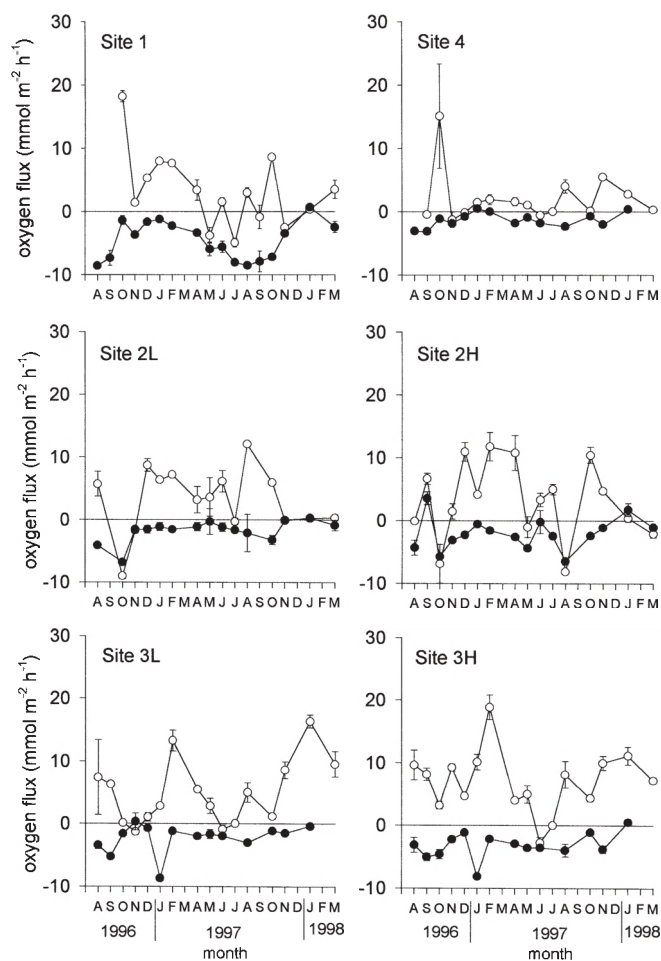 Site 1
Site 4
oxygen flux (mmol m⁻² h⁻¹)
30
20
10
0
-10
30
20
10
0
-10
A S O N D J F M A M J J A S O N D J F M
A S O N D J F M A M J J A S O N D J F M
Site 2L
Site 2H
oxygen flux (mmol m⁻² h⁻¹)
30
20
10
0
-10
30
20
10
0
-10
A S O N D J F M A M J J A S O N D J F M
A S O N D J F M A M J J A S O N D J F M
Site 3L
Site 3H
oxygen flux (mmol m⁻² h⁻¹)
30
20
10
0
-10
30
20
10
0
-10
A S O N D J F M A M J J A S O N D J F M
A S O N D J F M A M J J A S O N D J F M
1996 1997 1998
1996 1997 1998
month
month